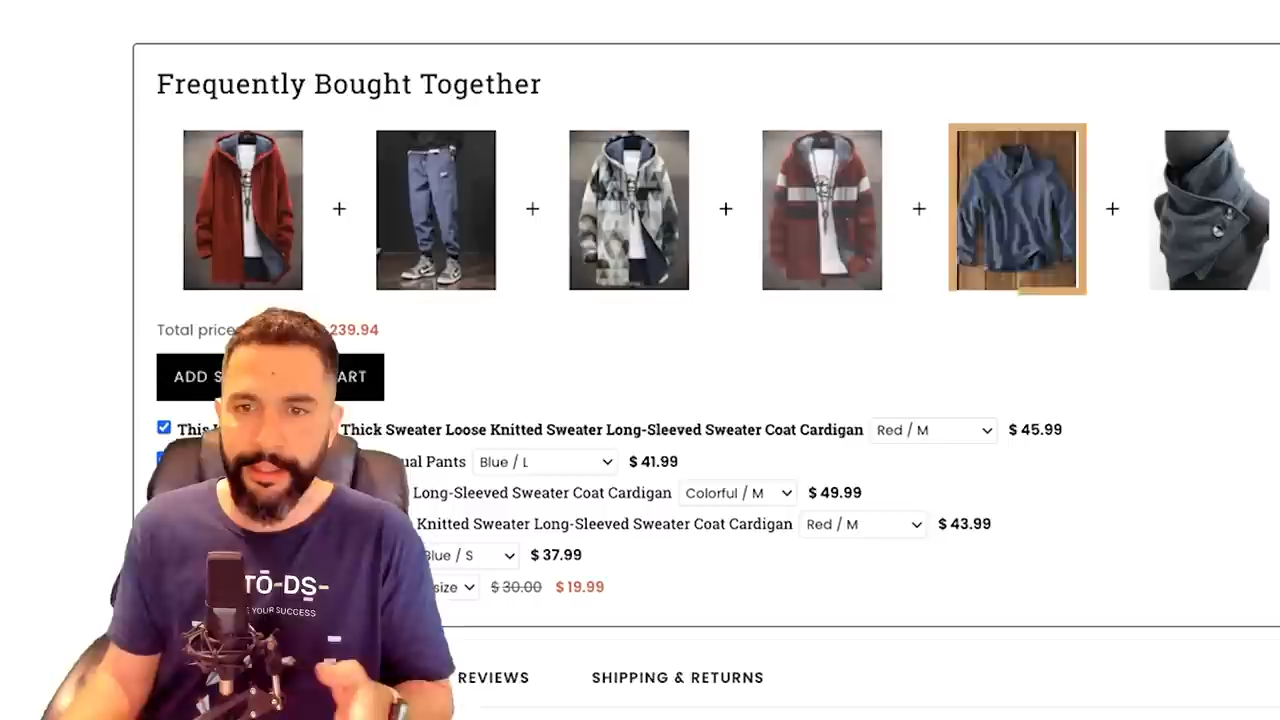 Frequently Bought Together
+ + + + +
Total price 239.94
ADD S ART
This Thick Sweater Loose Knitted Sweater Long-Sleeved Sweater Coat Cardigan Red / M $ 45.99
ual Pants Blue / L $ 41.99
Long-Sleeved Sweater Coat Cardigan Colorful / M $ 49.99
Knitted Sweater Long-Sleeved Sweater Coat Cardigan Red / M $ 43.99
Blue / S $ 37.99
size $ 30.00 $ 19.99
TŌ-DS-
E YOUR SUCCESS
REVIEWS SHIPPING & RETURNS